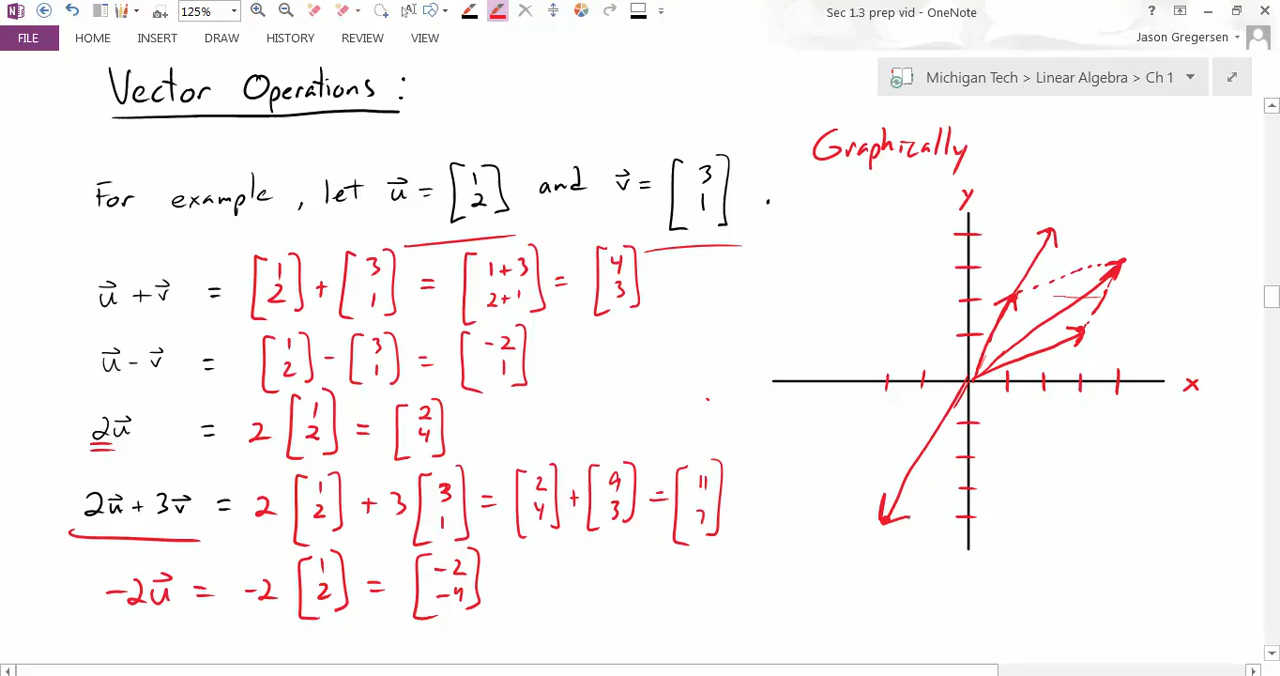 125%
Sec 1.3 prep vid - OneNote
FILE HOME INSERT DRAW HISTORY REVIEW VIEW
Jason Gregersen
Michigan Tech > Linear Algebra > Ch 1
Vector Operations :
For example, let u⃗ = [1 2] and v⃗ = [3 1] .
u⃗ + v⃗ = [1 2] + [3 1] = [1+3 2+1] = [4 3]
u⃗ - v⃗ = [1 2] - [3 1] = [-2 1]
2u⃗ = 2 [1 2] = [2 4]
2u⃗ + 3v⃗ = 2 [1 2] + 3 [3 1] = [2 4] + [9 3] = [11 7]
-2u⃗ = -2 [1 2] = [-2 -4]
Graphically
y
x